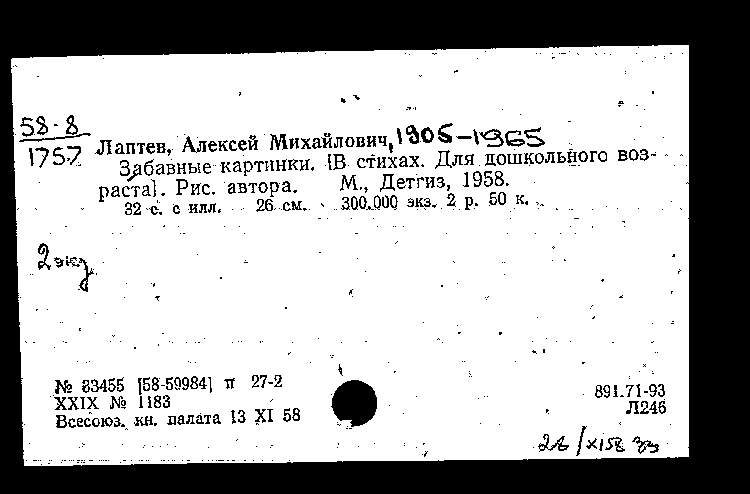 58-8
1757
Лаптев, Алексей Михайлович, 1905-1965
Забавные картинки. [В стихах. Для дошкольного воз-
раста]. Рис. автора. М., Детгиз, 1958.
32 с. с илл. 26 см. 300.000 экз. 2 р. 50 к.
2 экз
№ 83455 [58-59984] п 27-2
XXIX № 1183
Всесоюз. кн. палата 13 XI 58
891.71-93
Л246
/XI58